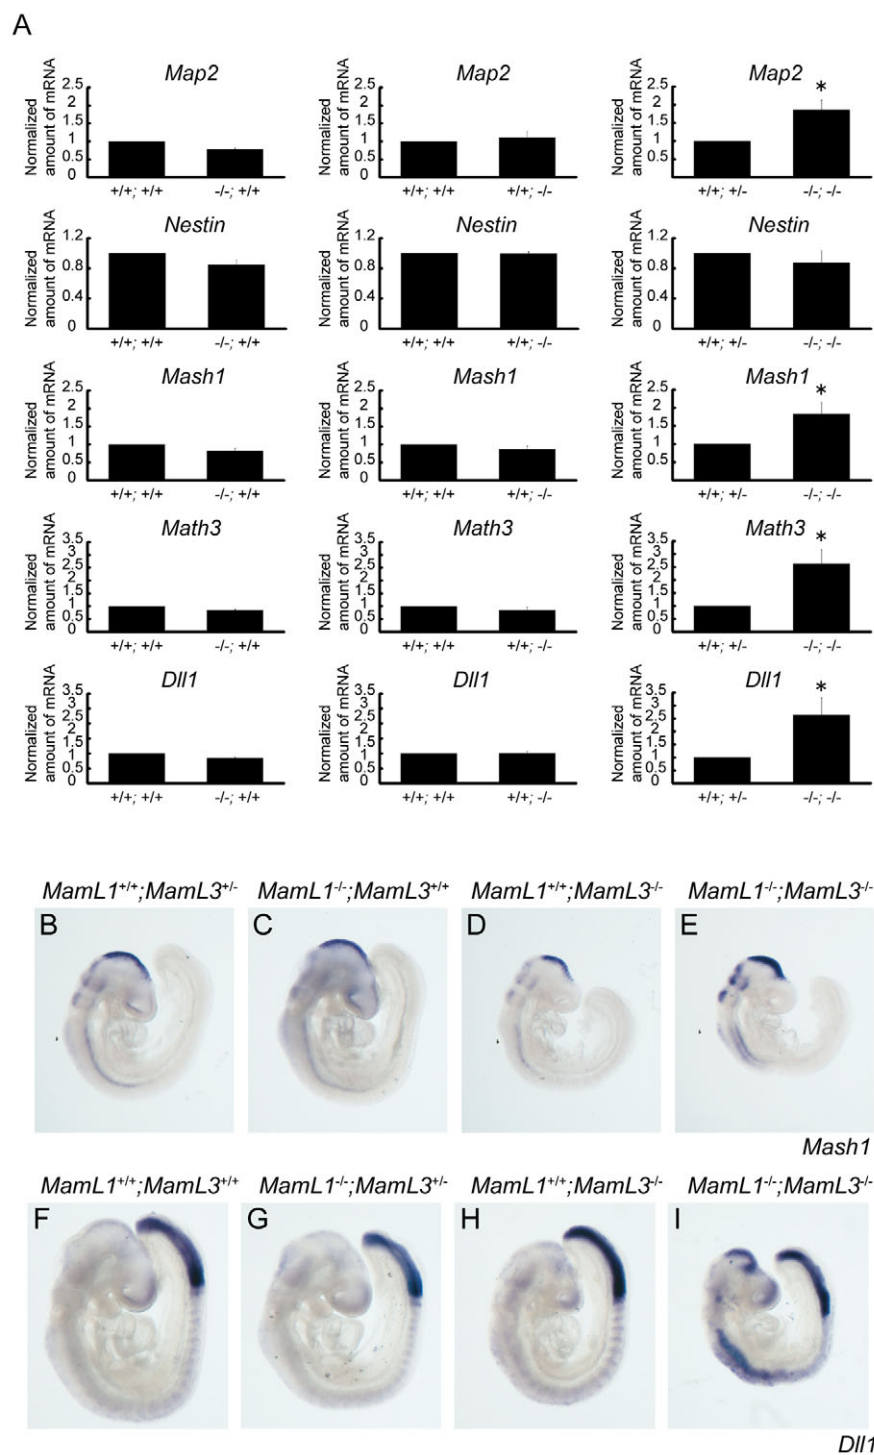 A
Map2 Map2 Map2
Normalized amount of mRNA 2.5 2 1.5 1 0.5 0 +/+; +/+ -/-; +/+
Normalized amount of mRNA 2.5 2 1.5 1 0.5 0 +/+; +/+ +/+; -/-
Normalized amount of mRNA 2.5 2 1.5 1 0.5 0 * +/+; +/- -/-; -/-
Nestin Nestin Nestin
Normalized amount of mRNA 1.2 0.8 0.4 0 +/+; +/+ -/-; +/+
Normalized amount of mRNA 1.2 0.8 0.4 0 +/+; +/+ +/+; -/-
Normalized amount of mRNA 1.2 0.8 0.4 0 +/+; +/- -/-; -/-
Mash1 Mash1 Mash1
Normalized amount of mRNA 2.5 2 1.5 1 0.5 0 +/+; +/+ -/-; +/+
Normalized amount of mRNA 2.5 2 1.5 1 0.5 0 +/+; +/+ +/+; -/-
Normalized amount of mRNA 2.5 2 1.5 1 0.5 0 * +/+; +/- -/-; -/-
Math3 Math3 Math3
Normalized amount of mRNA 3.5 3 2.5 2 1.5 1 0.5 0 +/+; +/+ -/-; +/+
Normalized amount of mRNA 3.5 3 2.5 2 1.5 1 0.5 0 +/+; +/+ +/+; -/-
Normalized amount of mRNA 3.5 3 2.5 2 1.5 1 0.5 0 * +/+; +/- -/-; -/-
Dll1 Dll1 Dll1
Normalized amount of mRNA 3.5 2.5 1.5 1 0.5 0 +/+; +/+ -/-; +/+
Normalized amount of mRNA 3.5 2.5 1.5 1 0.5 0 +/+; +/+ +/+; -/-
Normalized amount of mRNA 3.5 2.5 1.5 1 0.5 0 * +/+; +/- -/-; -/-
MamL1+/+;MamL3+/- MamL1-/-;MamL3+/+ MamL1+/+;MamL3-/- MamL1-/-;MamL3-/-
B C D E
Mash1
MamL1+/+;MamL3+/+ MamL1-/-;MamL3+/- MamL1+/+;MamL3-/- MamL1-/-;MamL3-/-
F G H I
Dll1